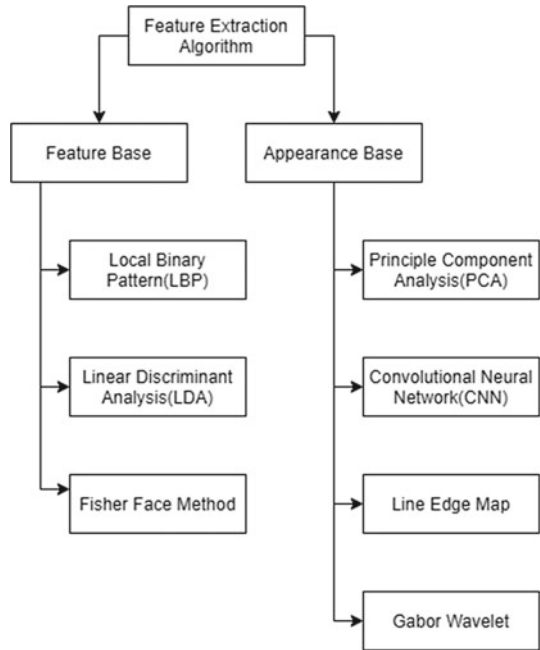 Feature Extraction
Algorithm
Feature Base
Appearance Base
Local Binary
Pattern(LBP)
Principle Component
Analysis(PCA)
Linear Discriminant
Analysis(LDA)
Convolutional Neural
Network(CNN)
Fisher Face Method
Line Edge Map
Gabor Wavelet